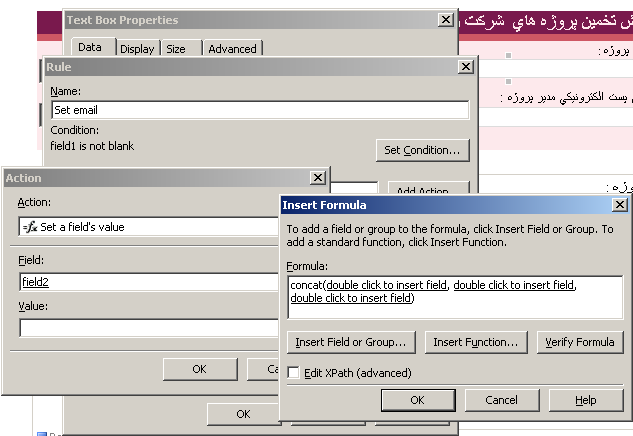 ش تخمين پروژه هاي شركت
Text Box Properties
Data
Display
Size
Advanced
پروژه :
Rule
Name:
Set email
پست الكترونيكي مدير پروژه :
Condition:
field1 is not blank
Set Condition...
Add Action...
وژه :
Action
Action:
=fx Set a field's value
Field:
field2
Value:
OK
Ca
Insert Formula
To add a field or group to the formula, click Insert Field or Group. To
add a standard function, click Insert Function.
Formula:
concat(double click to insert field, double click to insert field,
double click to insert field)
Insert Field or Group...
Insert Function...
Verify Formula
Edit XPath (advanced)
OK
Cancel
Help
OK